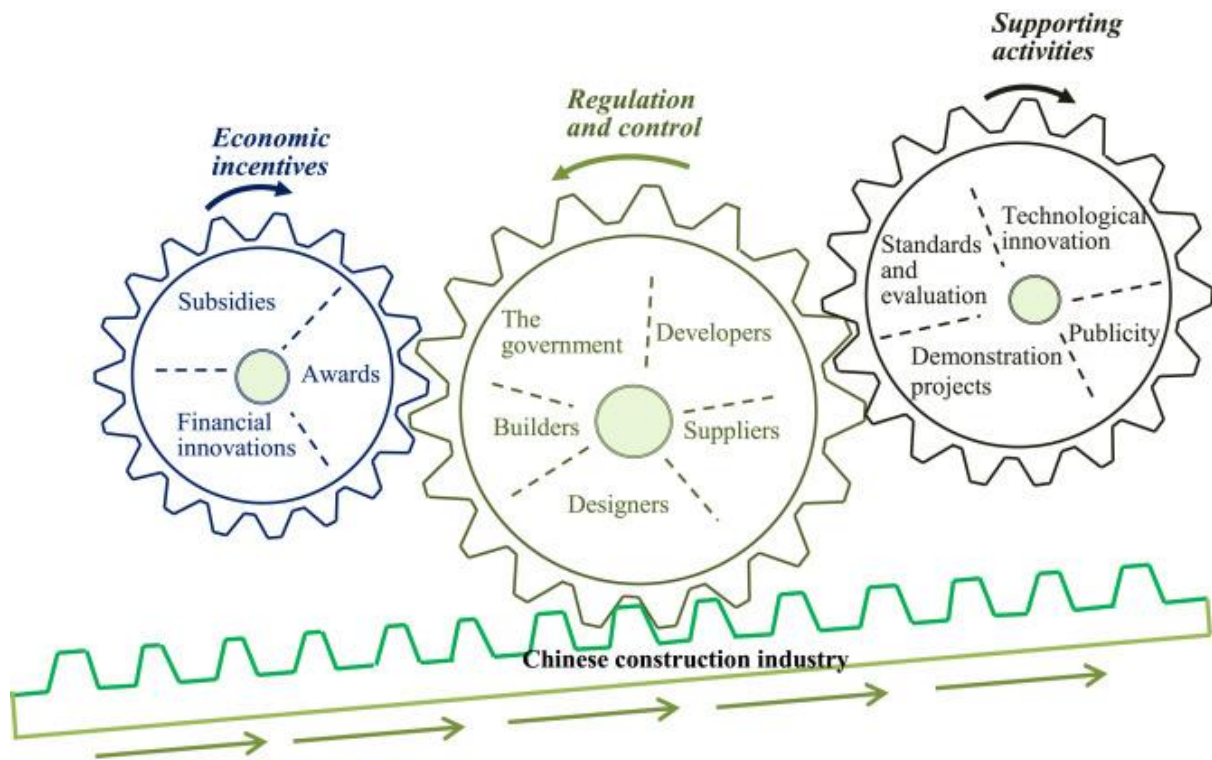 Supporting
activities
Regulation
and control
Economic
incentives
Subsidies
Awards
Financial
innovations
The
government
Developers
Builders
Suppliers
Designers
Technological
innovation
Standards
and
evaluation
Publicity
Demonstration
projects
Chinese construction industry